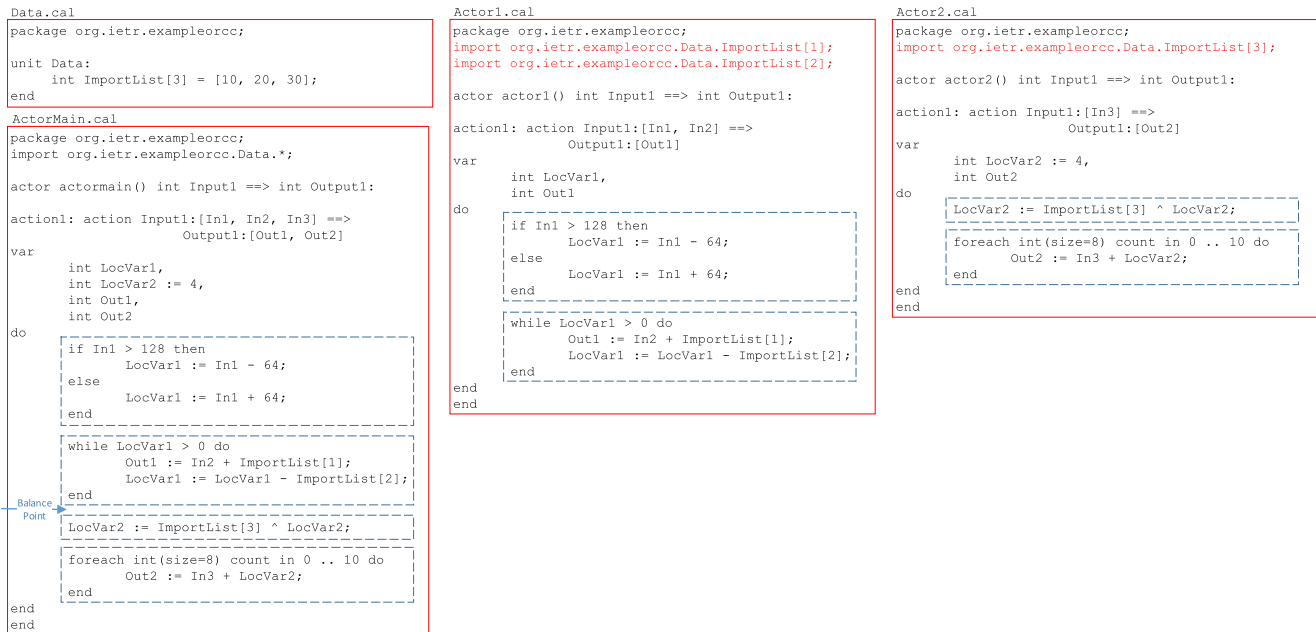 Data.cal
package org.ietr.exampleorcc;
unit Data:
int ImportList[3] = [10, 20, 30];
end
ActorMain.cal
package org.ietr.exampleorcc;
import org.ietr.exampleorcc.Data.*;
actor actormain() int Input1 ==> int Output1:
action1: action Input1:[In1, In2, In3] ==>
Output1:[Out1, Out2]
var
int LocVar1,
int LocVar2 := 4,
int Out1,
int Out2
do
if In1 > 128 then
LocVar1 := In1 - 64;
else
LocVar1 := In1 + 64;
end
while LocVar1 > 0 do
Out1 := In2 + ImportList[1];
LocVar1 := LocVar1 - ImportList[2];
end
Balance
Point
LocVar2 := ImportList[3] ^ LocVar2;
foreach int(size=8) count in 0 .. 10 do
Out2 := In3 + LocVar2;
end
end
end
Actor1.cal
package org.ietr.exampleorcc;
import org.ietr.exampleorcc.Data.ImportList[1];
import org.ietr.exampleorcc.Data.ImportList[2];
actor actor1() int Input1 ==> int Output1:
action1: action Input1:[In1, In2] ==>
Output1:[Out1]
var
int LocVar1,
int Out1
do
if In1 > 128 then
LocVar1 := In1 - 64;
else
LocVar1 := In1 + 64;
end
while LocVar1 > 0 do
Out1 := In2 + ImportList[1];
LocVar1 := LocVar1 - ImportList[2];
end
end
end
Actor2.cal
package org.ietr.exampleorcc;
import org.ietr.exampleorcc.Data.ImportList[3];
actor actor2() int Input1 ==> int Output1:
action1: action Input1:[In3] ==>
Output1:[Out2]
var
int LocVar2 := 4,
int Out2
do
LocVar2 := ImportList[3] ^ LocVar2;
foreach int(size=8) count in 0 .. 10 do
Out2 := In3 + LocVar2;
end
end
end